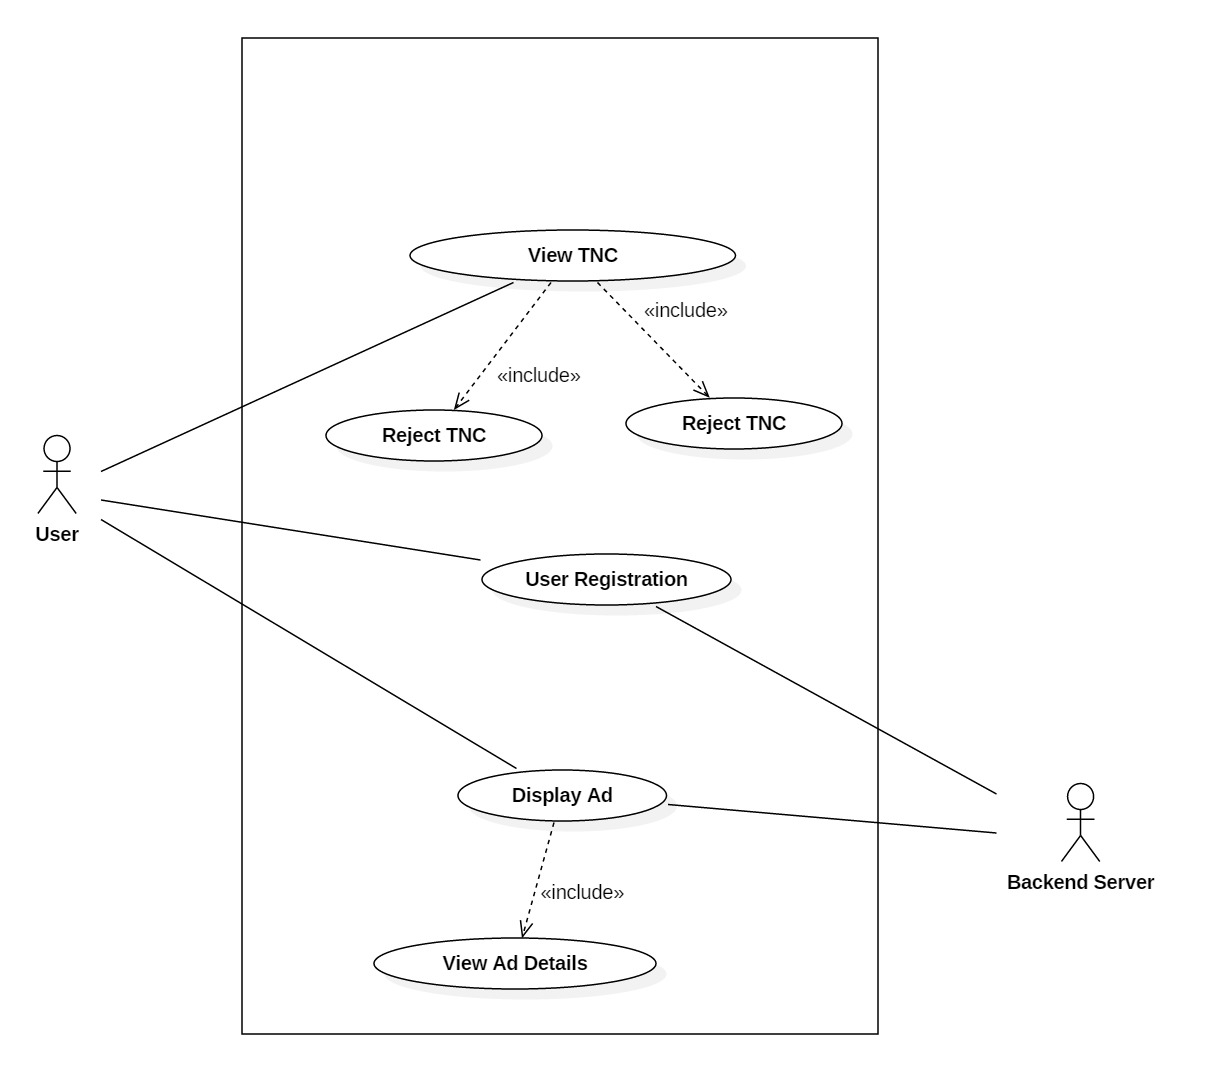 View TNC
«include»
«include»
Reject TNC
Reject TNC
User
User Registration
Display Ad
Backend Server
«include»
View Ad Details